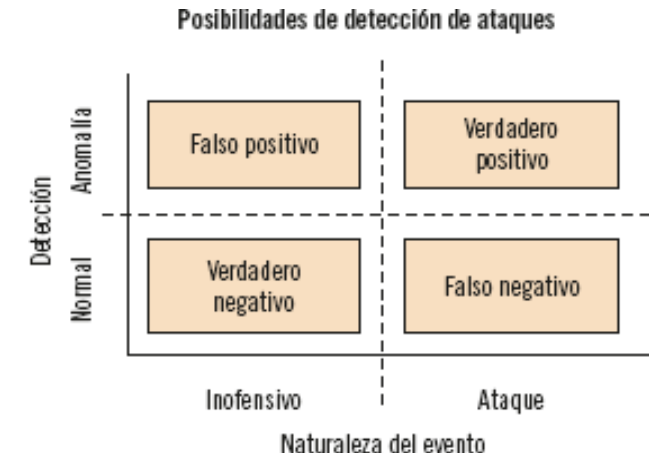 Posibilidades de detección de ataques
Detección
Anomalía
Falso positivo
Verdadero
positivo
Normal
Verdadero
negativo
Falso negativo
Inofensivo
Ataque
Naturaleza del evento